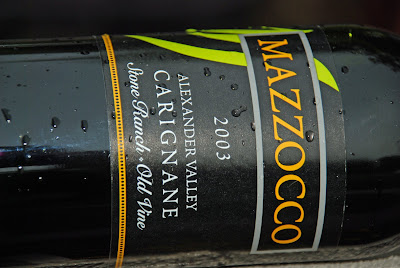 MAZZOCCO
2003
ALEXANDER VALLEY
CARIGNANE
Stone Ranch • Old Vine